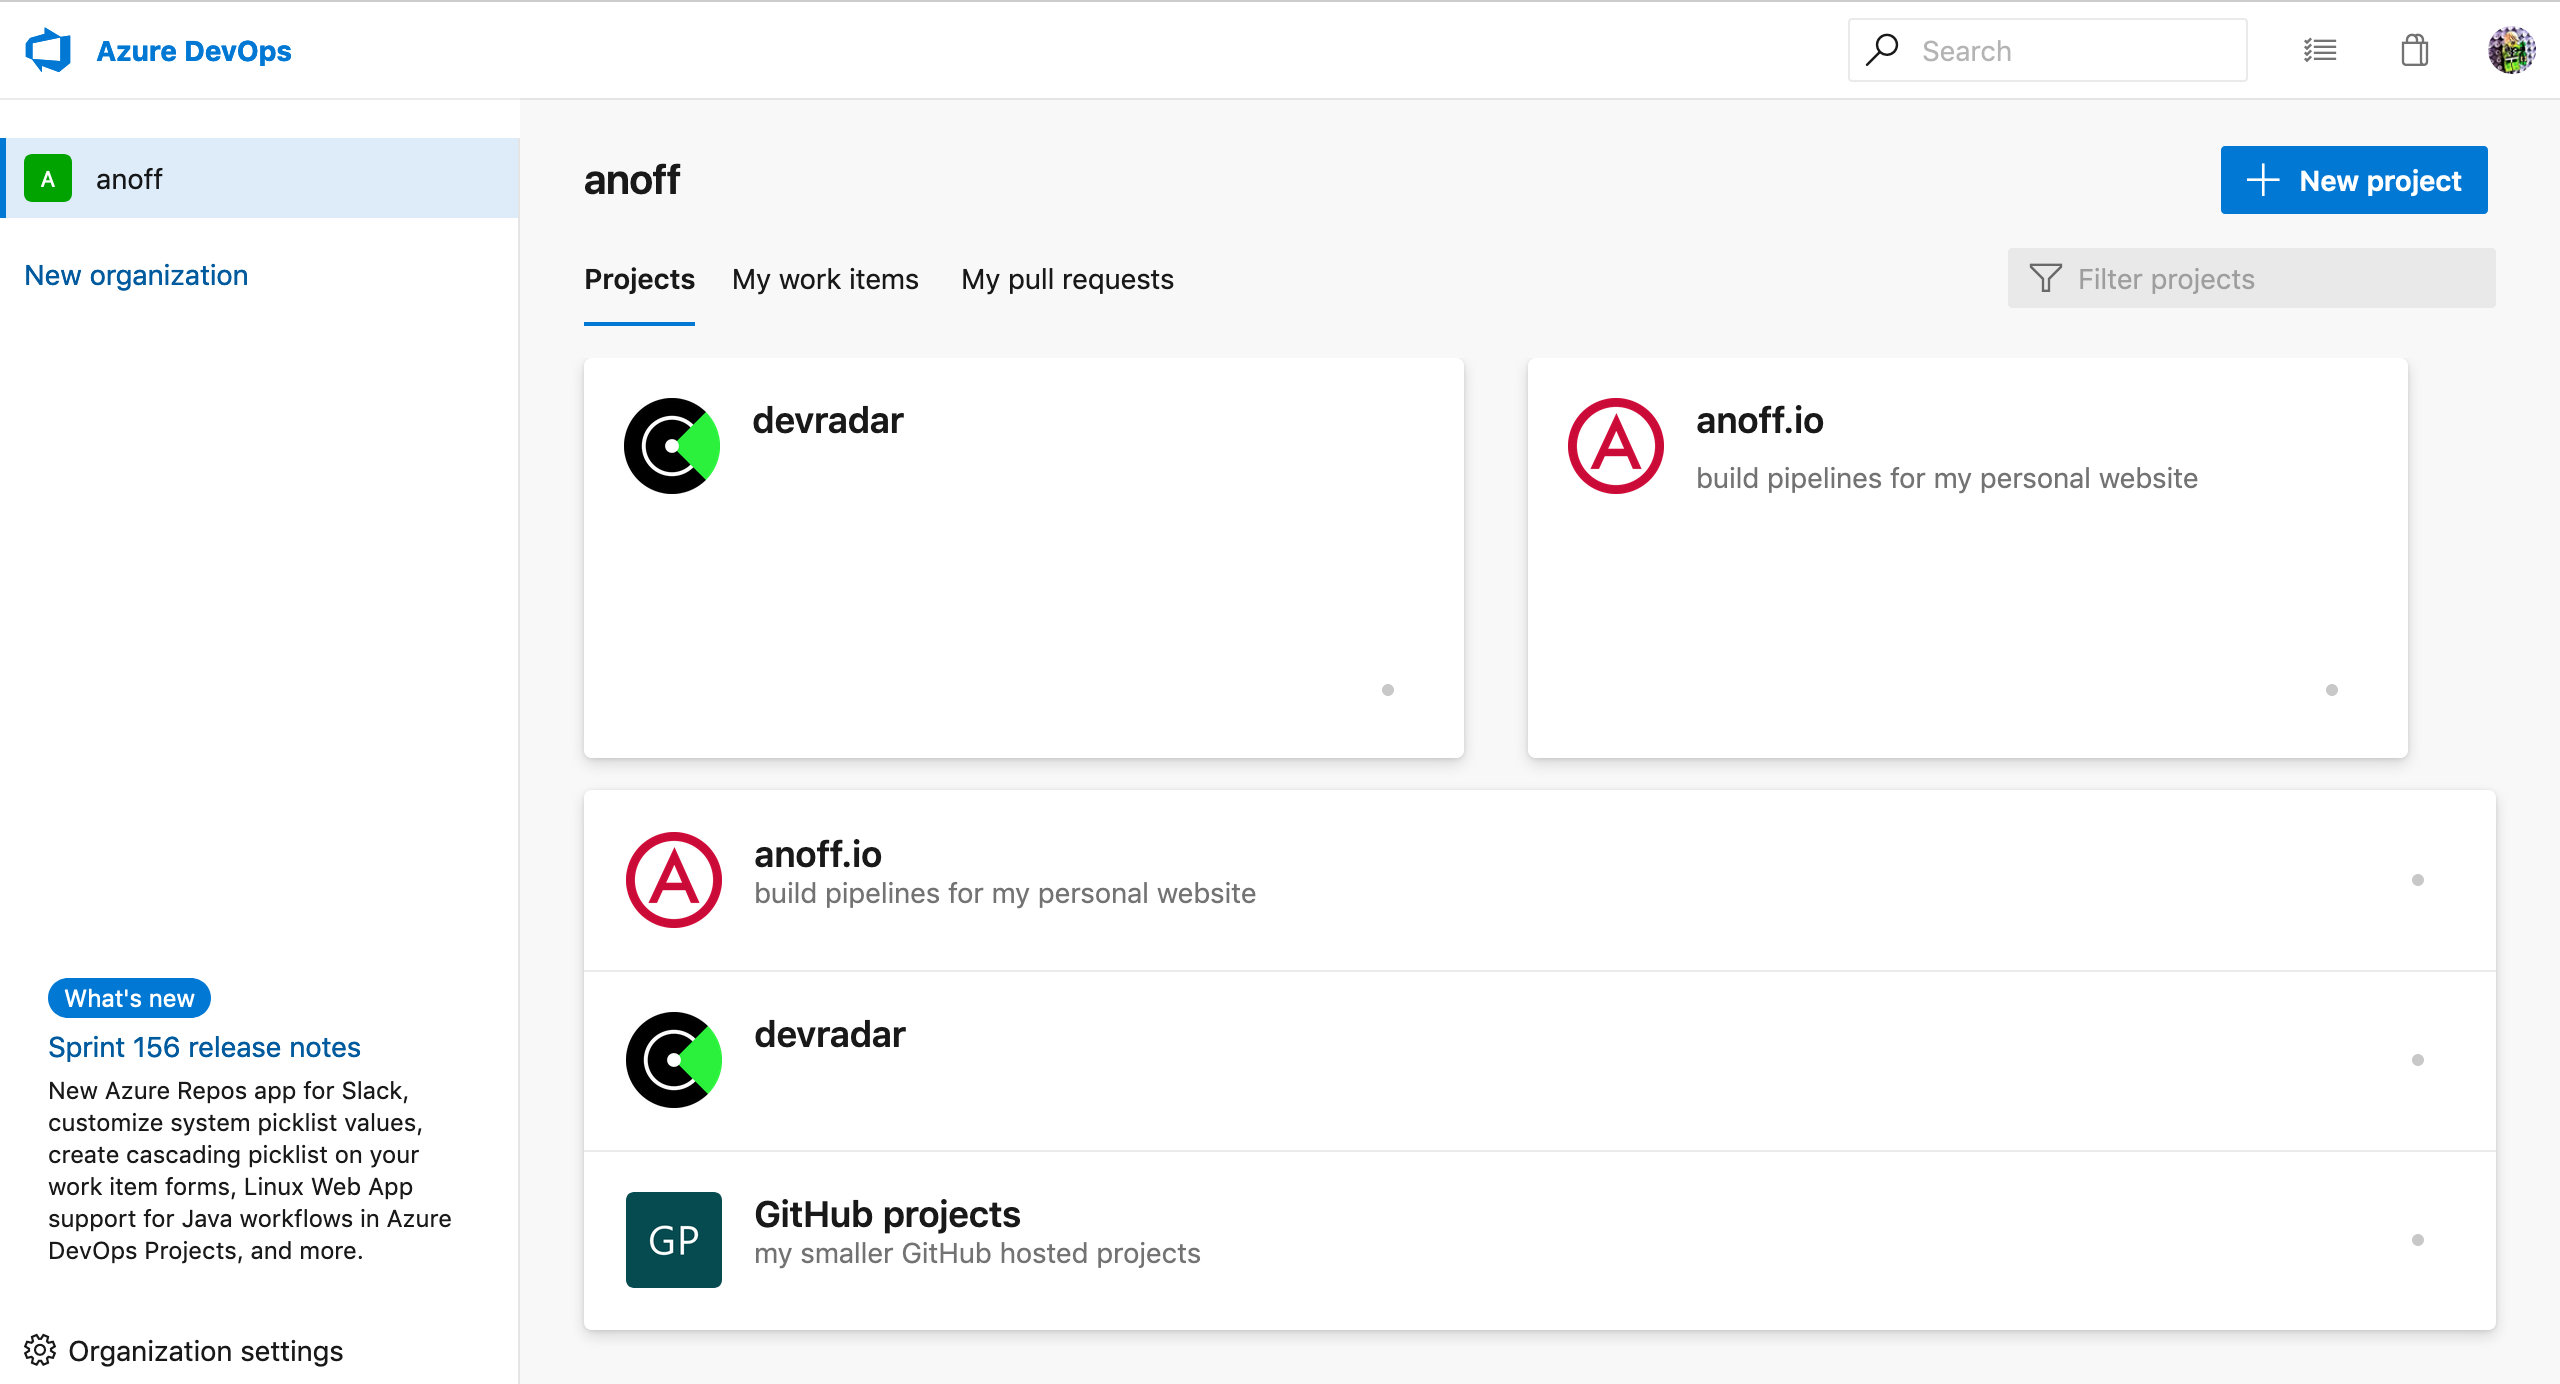 Azure DevOps
Search
A
anoff
New organization
anoff
New project
Projects
My work items
My pull requests
Filter projects
devradar
A
anoff.io
build pipelines for my personal website
A
anoff.io
build pipelines for my personal website
devradar
GP
GitHub projects
my smaller GitHub hosted projects
What's new
Sprint 156 release notes
New Azure Repos app for Slack,
customize system picklist values,
create cascading picklist on your
work item forms, Linux Web App
support for Java workflows in Azure
DevOps Projects, and more.
Organization settings